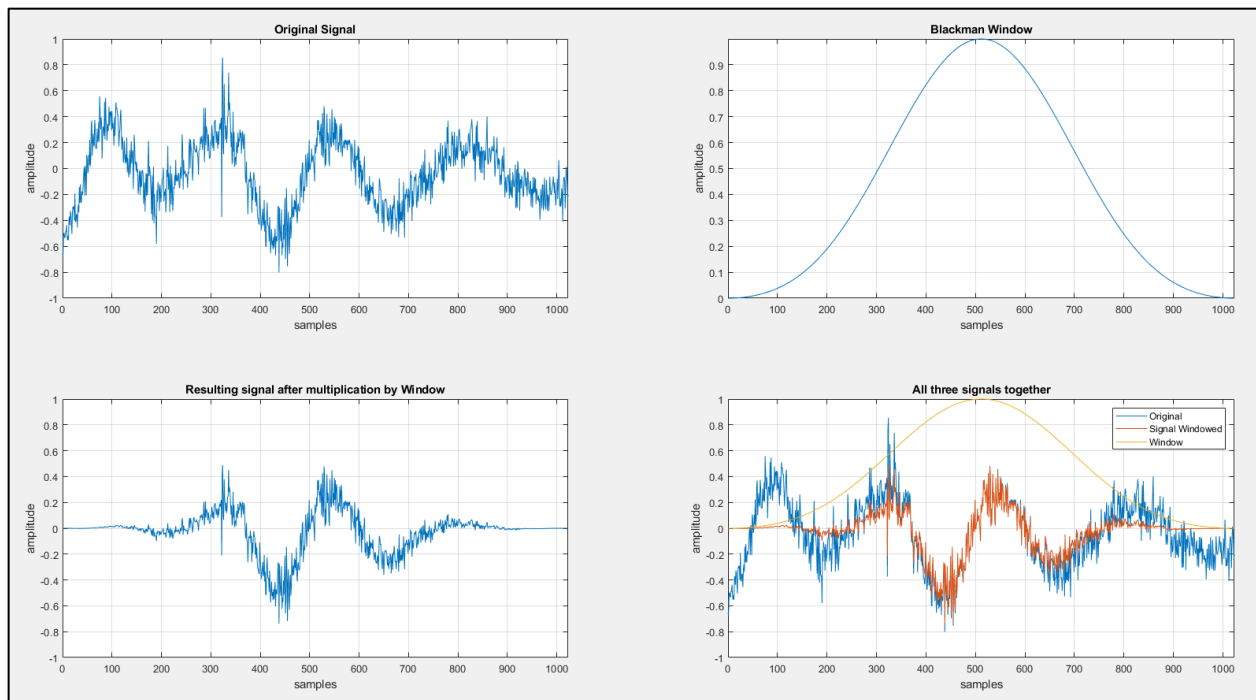 Original Signal
1
0.8
0.6
0.4
0.2
0
-0.2
-0.4
-0.6
-0.8
-1
amplitude
0 100 200 300 400 500 600 700 800 900 1000
samples
Blackman Window
0.9
0.8
0.7
0.6
0.5
0.4
0.3
0.2
0.1
0
amplitude
0 100 200 300 400 500 600 700 800 900 1000
samples
Resulting signal after multiplication by Window
1
0.8
0.6
0.4
0.2
0
-0.2
-0.4
-0.6
-0.8
-1
amplitude
0 100 200 300 400 500 600 700 800 900 1000
samples
All three signals together
1
0.8
0.6
0.4
0.2
0
-0.2
-0.4
-0.6
-0.8
-1
amplitude
Original
Signal Windowed
Window
0 100 200 300 400 500 600 700 800 900 1000
samples